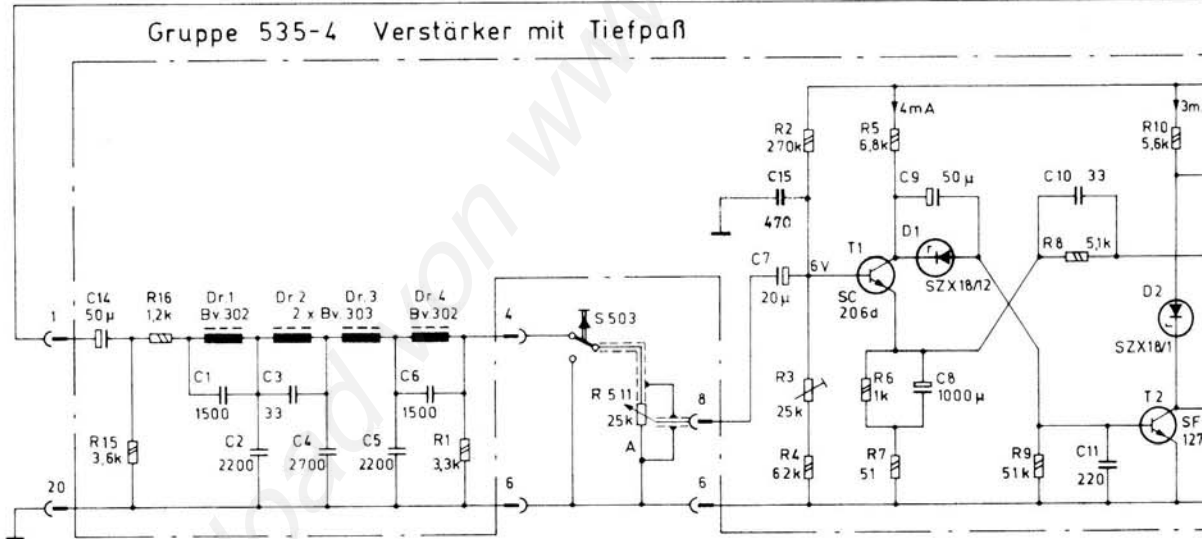 Gruppe 535-4 Verstärker mit Tiefpaß
load von www
4mA
3m
R2
270k
R5
6,8k
R10
5,6k
C15
470
C9 50µ
C10 33
D1
R8 5,1k
T1
C7
20µ
6V
SZX18/12
SC
206d
D2
SZX18/1
1
C14
50µ
R16
1,2k
Dr.1
Bv.302
Dr.2
2 x Bv. 303
Dr.3
Dr.4
Bv.302
4
S503
C1
1500
C3
33
C6
1500
R511
25k
A
8
R3
25k
R6
1k
C8
1000µ
T2
SF
127
R15
3,6k
C2
2200
C4
2700
C5
2200
R1
3,3k
R4
62k
R7
51
R9
51k
C11
220
20
6
6